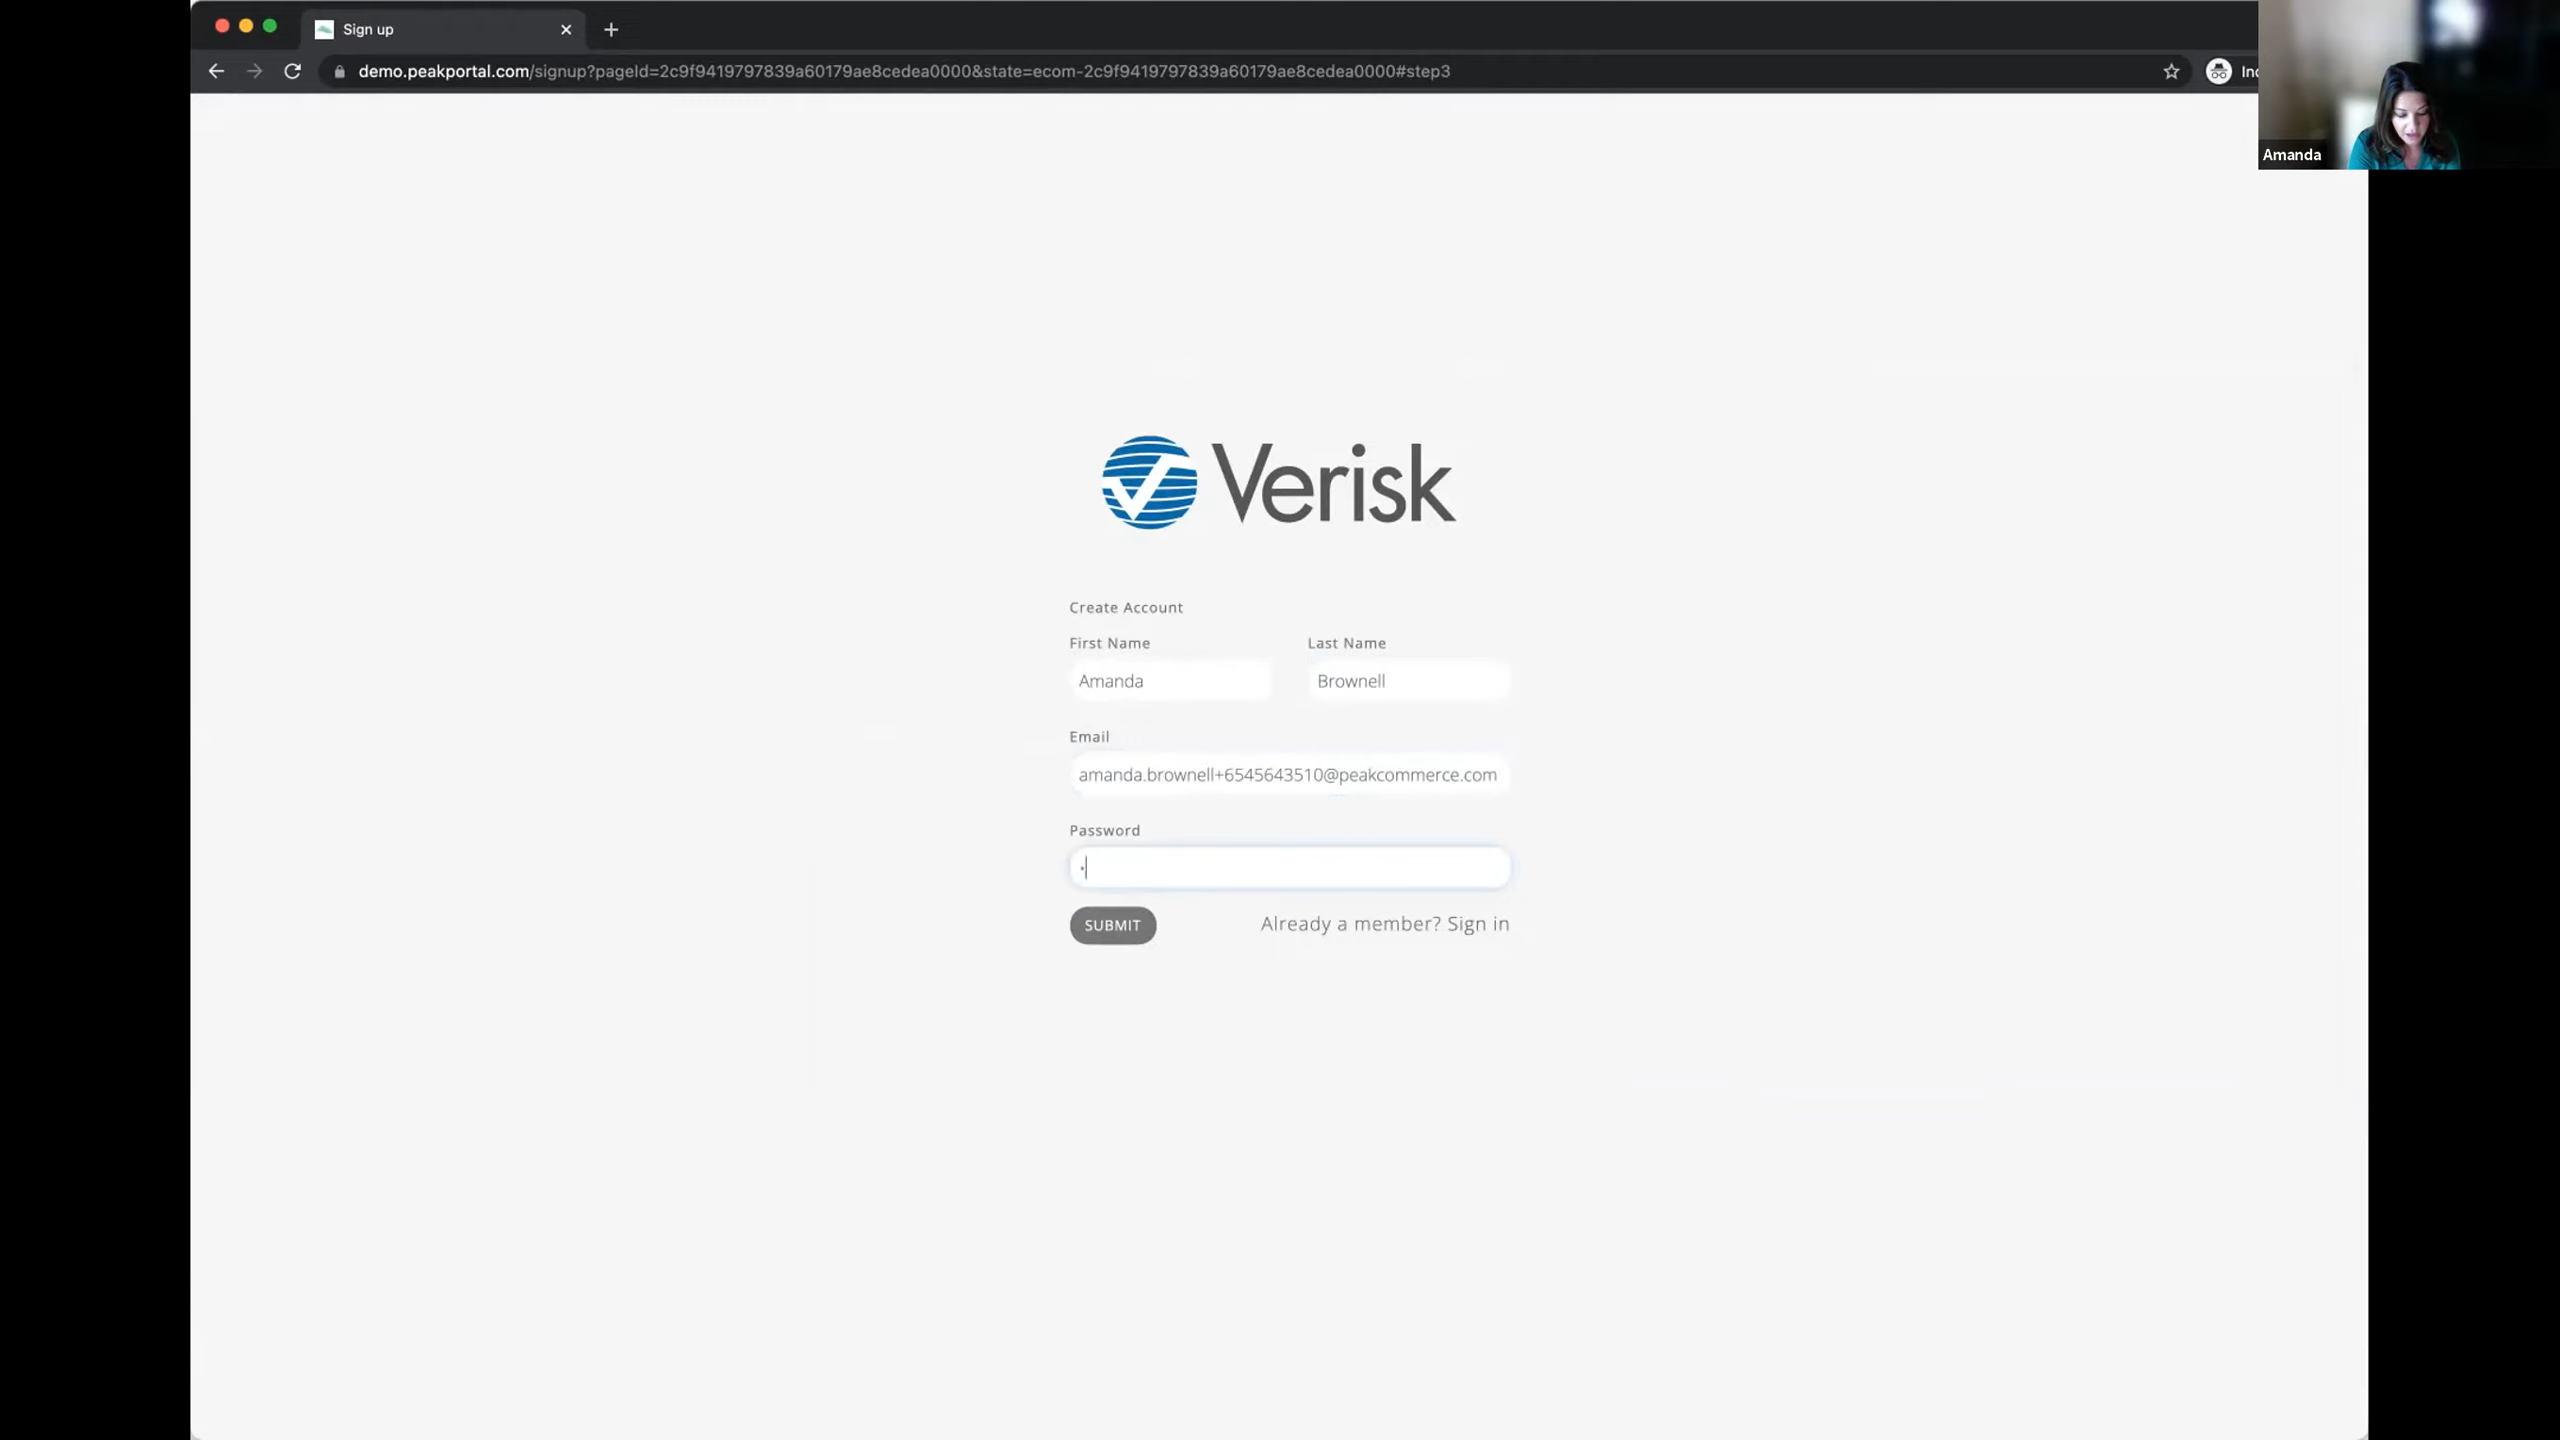 Sign up
demo.peakportal.com/signup?pageId=2c9f9419797839a60179ae8cedea0000&state=ecom-2c9f9419797839a60179ae8cedea0000#step3
Amanda
Verisk
Create Account
First Name Last Name
Amanda Brownell
Email
amanda.brownell+6545643510@peakcommerce.com
Password
SUBMIT Already a member? Sign in